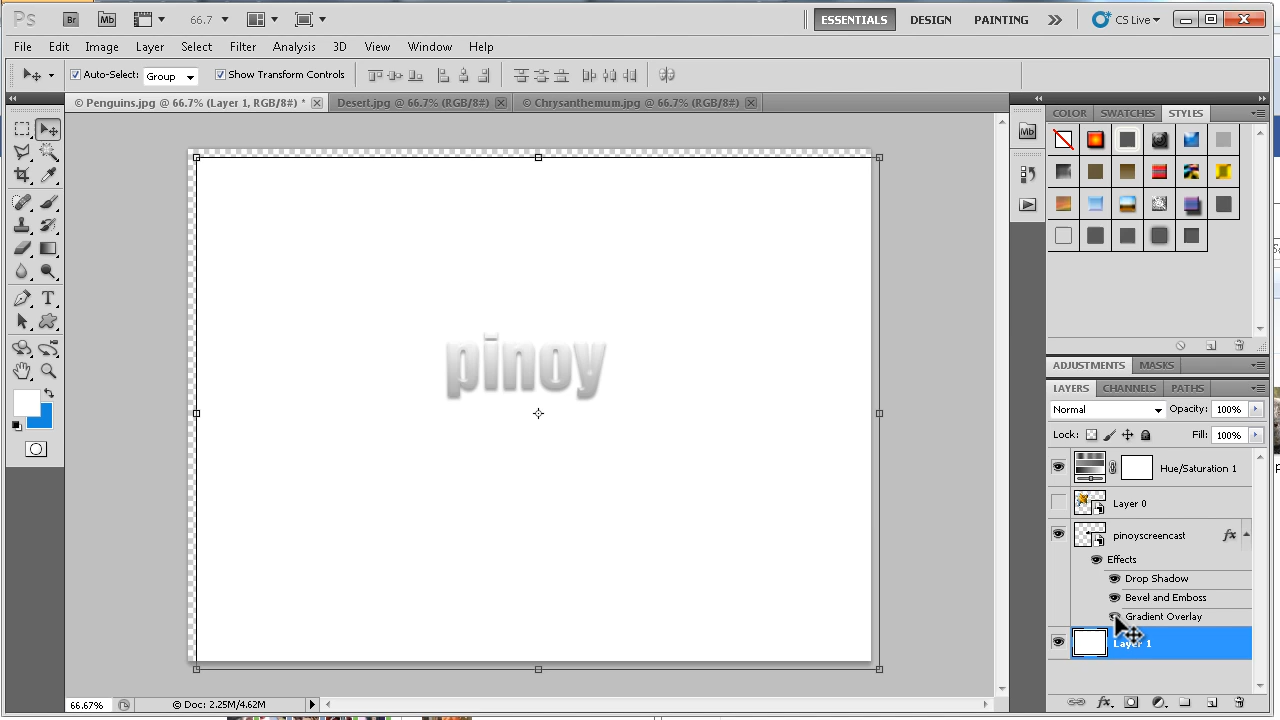 Ps Br Mb 66.7 ESSENTIALS DESIGN PAINTING CS Live
File Edit Image Layer Select Filter Analysis 3D View Window Help
Auto-Select: Group Show Transform Controls
© Penguins.jpg @ 66.7% (Layer 1, RGB/8#) * Desert.jpg @ 66.7% (RGB/8#) © Chrysanthemum.jpg @ 66.7% (RGB/8#)
COLOR SWATCHES STYLES
Mb
T
pinoy
ADJUSTMENTS MASKS
LAYERS CHANNELS PATHS
Normal Opacity: 100%
Lock: Fill: 100%
Hue/Saturation 1
Layer 0
pinoyscreencast fx
Effects
Drop Shadow
Bevel and Emboss
Gradient Overlay
Layer 1
66.67% © Doc: 2.25M/4.62M fx